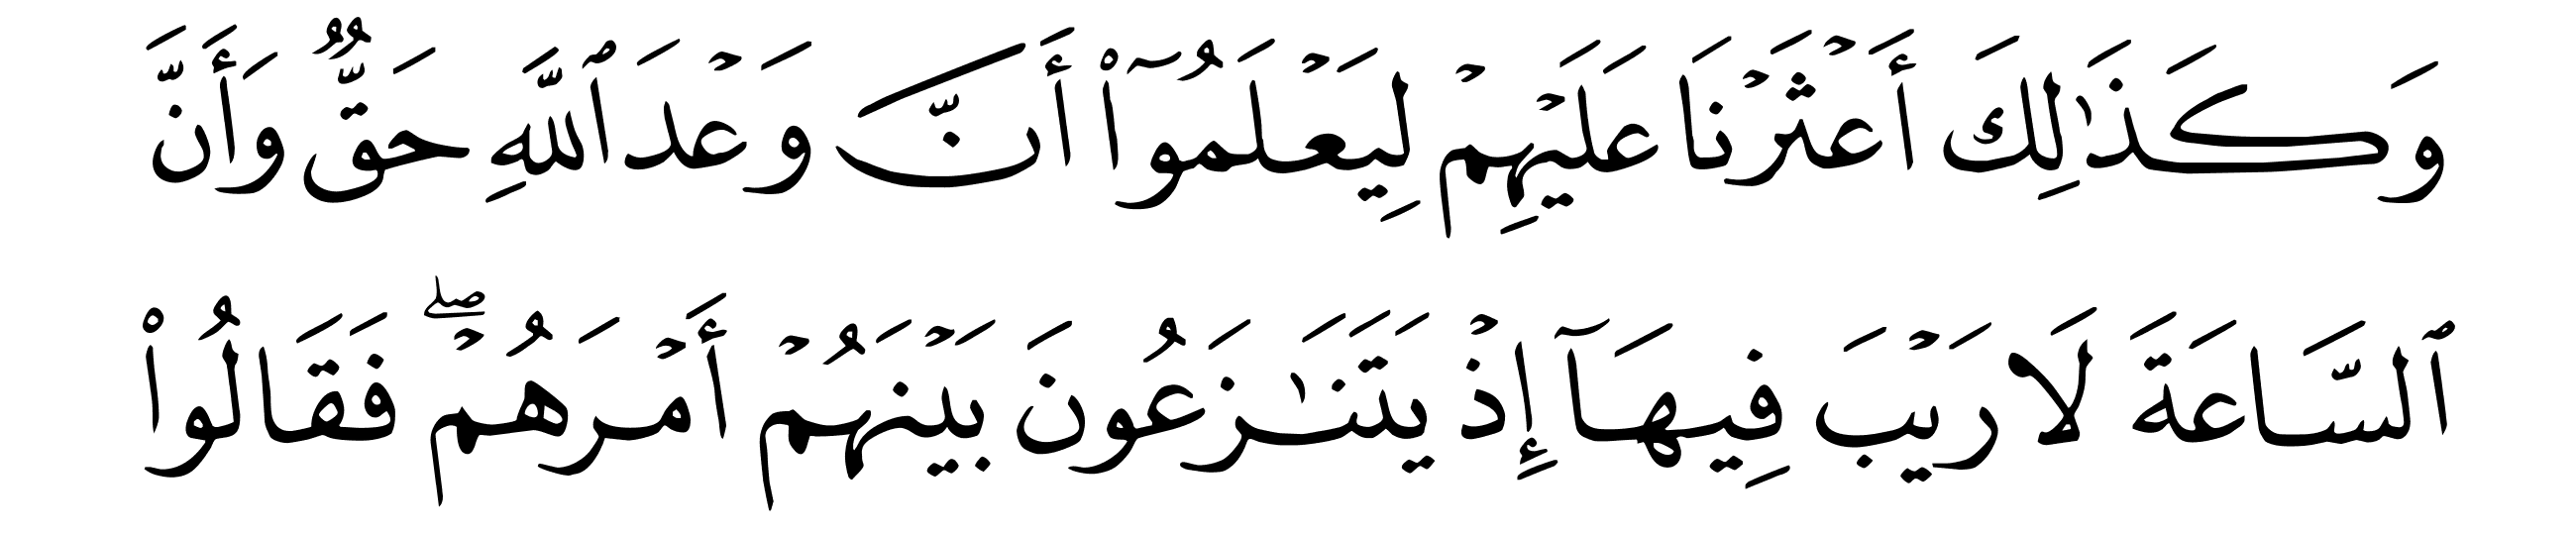 وَكَذَٰلِكَ أَعۡثَرۡنَا عَلَيۡهِمۡ لِيَعۡلَمُوٓاْ أَنَّ وَعۡدَ ٱللَّهِ حَقّٞ وَأَنَّ
ٱلسَّاعَةَ لَا رَيۡبَ فِيهَآ إِذۡ يَتَنَٰزَعُونَ بَيۡنَهُمۡ أَمۡرَهُمۡۖ فَقَالُواْ